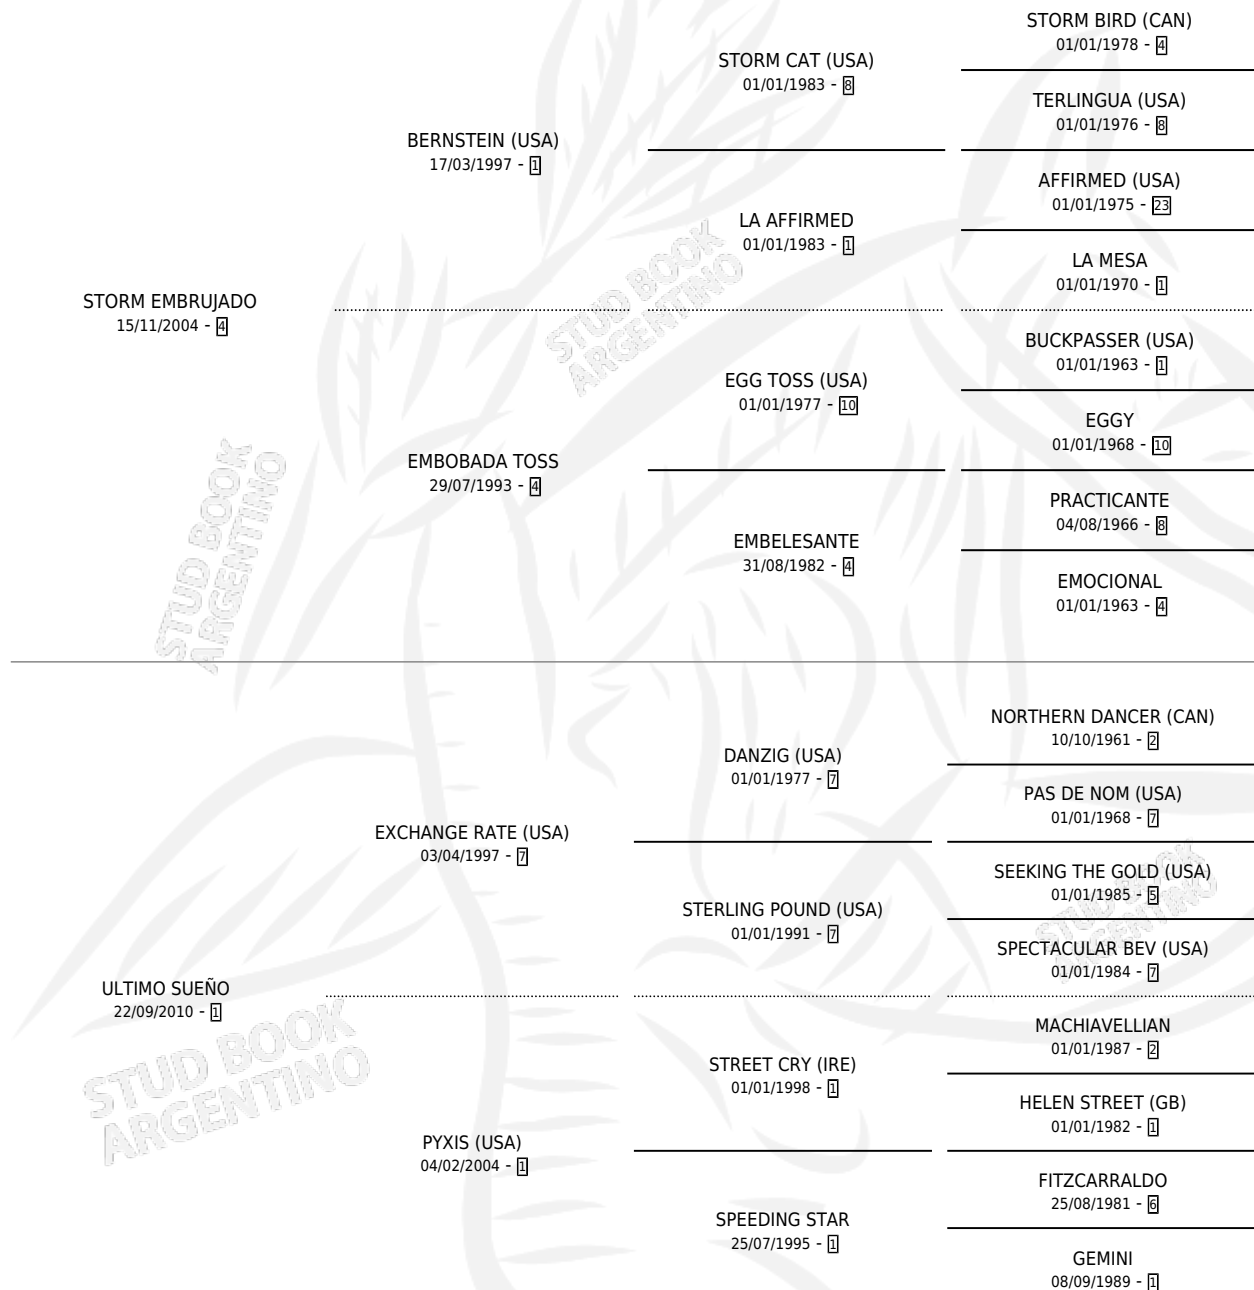 STORM BIRD (CAN)
01/01/1978 - 4
STORM CAT (USA)
01/01/1983 - 8
TERLINGUA (USA)
01/01/1976 - 8
BERNSTEIN (USA)
17/03/1997 - 1
AFFIRMED (USA)
01/01/1975 - 23
LA AFFIRMED
01/01/1983 - 1
LA MESA
01/01/1970 - 1
STORM EMBRUJADO
15/11/2004 - 4
BUCKPASSER (USA)
01/01/1963 - 1
EGG TOSS (USA)
01/01/1977 - 10
EGGY
01/01/1968 - 10
EMBOBADA TOSS
29/07/1993 - 4
PRACTICANTE
04/08/1966 - 8
EMBELESANTE
31/08/1982 - 4
EMOCIONAL
01/01/1963 - 4
NORTHERN DANCER (CAN)
10/10/1961 - 2
DANZIG (USA)
01/01/1977 - 7
PAS DE NOM (USA)
01/01/1968 - 7
EXCHANGE RATE (USA)
03/04/1997 - 7
SEEKING THE GOLD (USA)
01/01/1985 - 5
STERLING POUND (USA)
01/01/1991 - 7
SPECTACULAR BEV (USA)
01/01/1984 - 7
ULTIMO SUEÑO
22/09/2010 - 1
MACHIAVELLIAN
01/01/1987 - 2
STREET CRY (IRE)
01/01/1998 - 1
HELEN STREET (GB)
01/01/1982 - 1
PYXIS (USA)
04/02/2004 - 1
FITZCARRALDO
25/08/1981 - 6
SPEEDING STAR
25/07/1995 - 1
GEMINI
08/09/1989 - 1
STUD BOOK
ARGENTINO
STUD BOOK
ARGENTINO
STUD BOOK
ARGENTINO
STUD BOOK
ARGENTINO